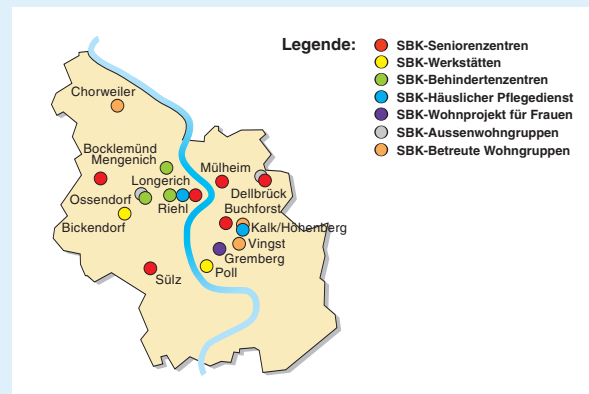 Legende:
SBK-Seniorenzentren
SBK-Werkstätten
SBK-Behindertenzentren
SBK-Häuslicher Pflegedienst
SBK-Wohnprojekt für Frauen
SBK-Aussenwohngruppen
SBK-Betreute Wohngruppen
Chorweiler
Bocklemünd
Mengenich
Longerich
Mülheim
Dellbrück
Ossendorf
Riehl
Buchforst
Bickendorf
Kalk/Höhenberg
Vingst
Gremberg
Sülz
Poll